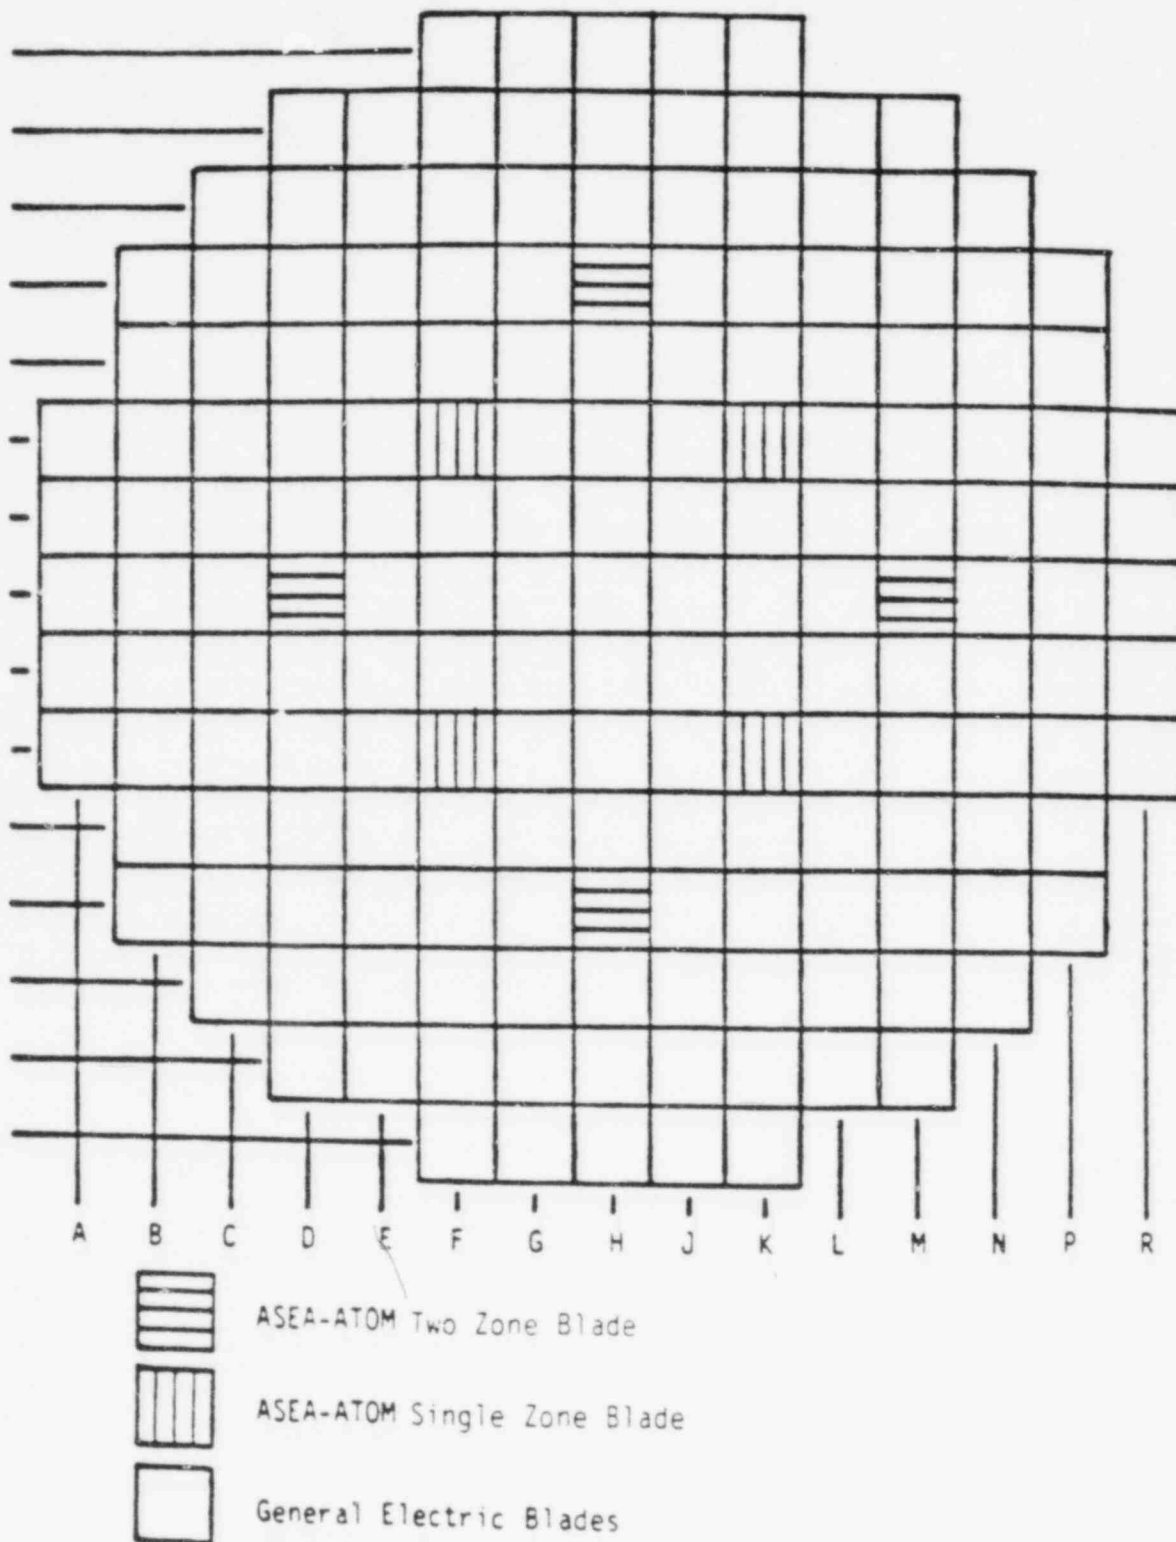 A B C D E F G H J K L M N P R
ASEA-ATOM Two Zone Blade
ASEA-ATOM Single Zone Blade
General Electric Blades